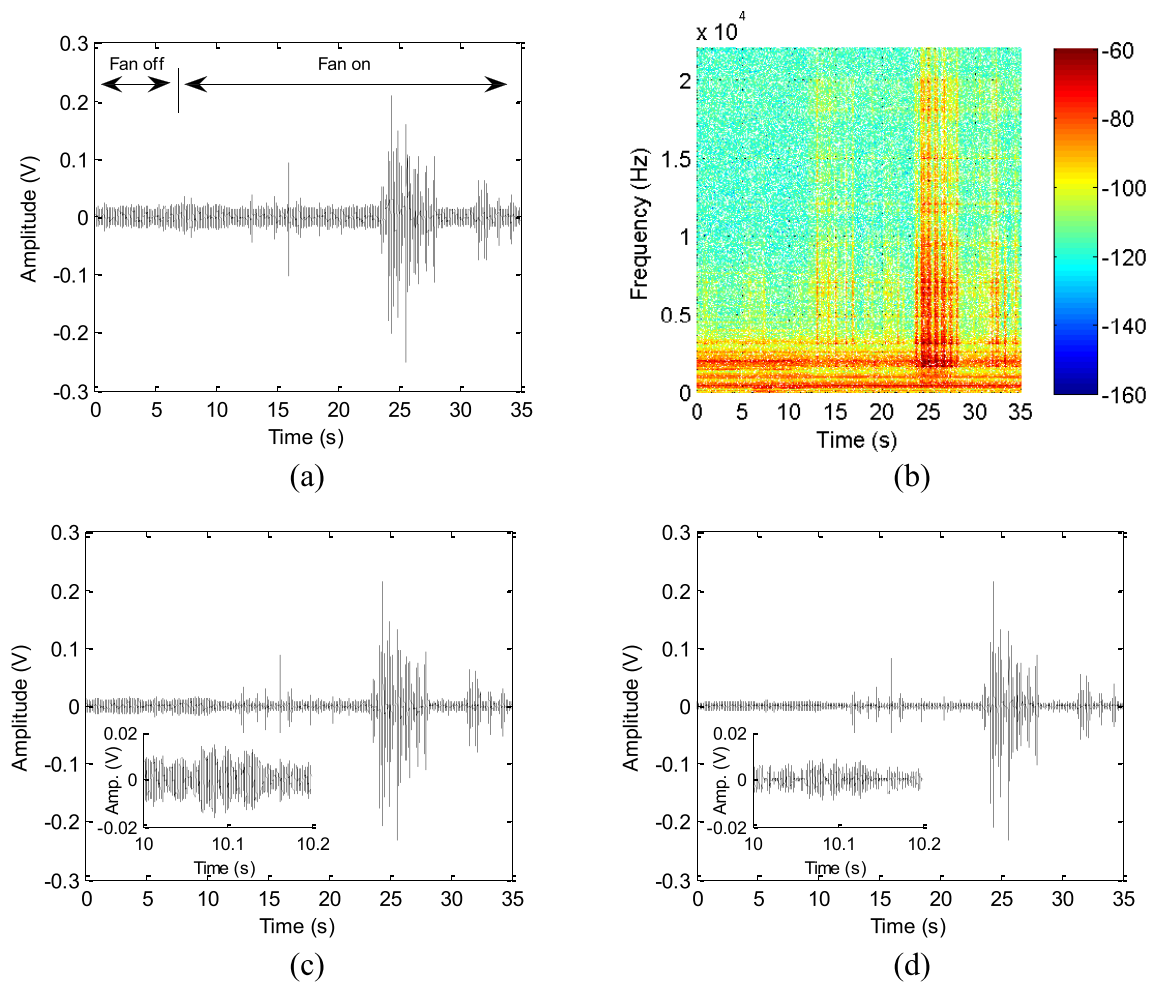 0.3
Fan off
Fan on
0.2
0.1
0
-0.1
-0.2
-0.3
Amplitude (V)
0 5 10 15 20 25 30 35
Time (s)
(a)
x 10^4
2
1.5
1
0.5
0
Frequency (Hz)
0 5 10 15 20 25 30 35
Time (s)
-60
-80
-100
-120
-140
-160
(b)
0.3
0.2
0.1
0
-0.1
-0.2
-0.3
Amplitude (V)
0.02
0
-0.02
Amp. (V)
10 10.1 10.2
Time (s)
0 5 10 15 20 25 30 35
Time (s)
(c)
0.3
0.2
0.1
0
-0.1
-0.2
-0.3
Amplitude (V)
0.02
0
-0.02
Amp. (V)
10 10.1 10.2
Time (s)
0 5 10 15 20 25 30 35
Time (s)
(d)